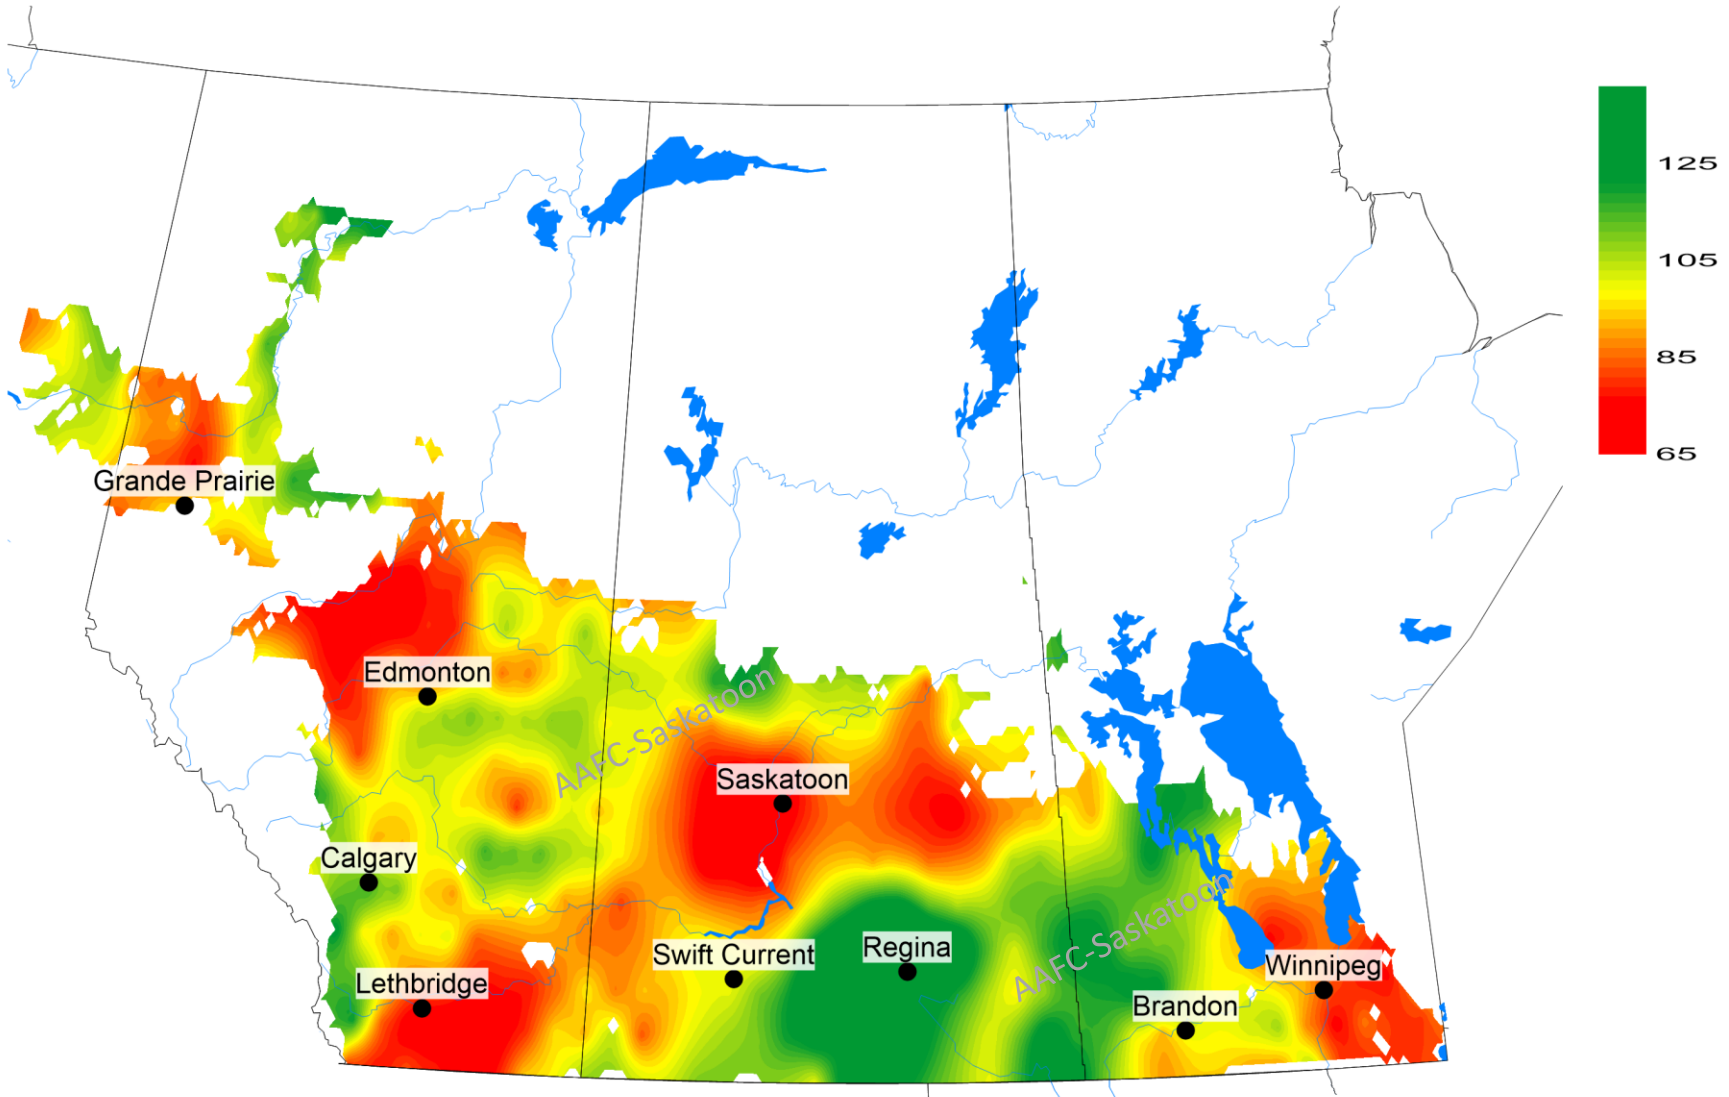 125
105
85
65
Grande Prairie
Edmonton
AAFC-Saskatoon
Saskatoon
Calgary
AAFC-Saskatoon
Swift Current
Regina
Winnipeg
Lethbridge
Brandon